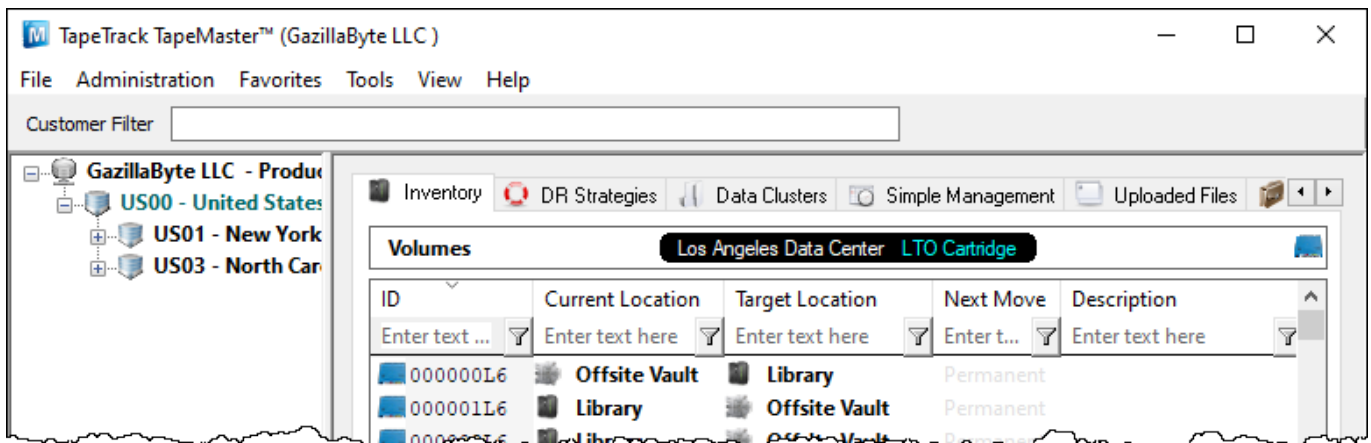 TapeTrack TapeMaster™ (GazillaByte LLC )
File Administration Favorites Tools View Help
Customer Filter
GazillaByte LLC - Produc
US00 - United States
US01 - New York
US03 - North Car
Inventory DR Strategies Data Clusters Simple Management Uploaded Files
Volumes Los Angeles Data Center LTO Cartridge
ID Current Location Target Location Next Move Description
Enter text ... Enter text here Enter text here Enter t... Enter text here
000000L6 Offsite Vault Library Permanent
000001L6 Library Offsite Vault Permanent